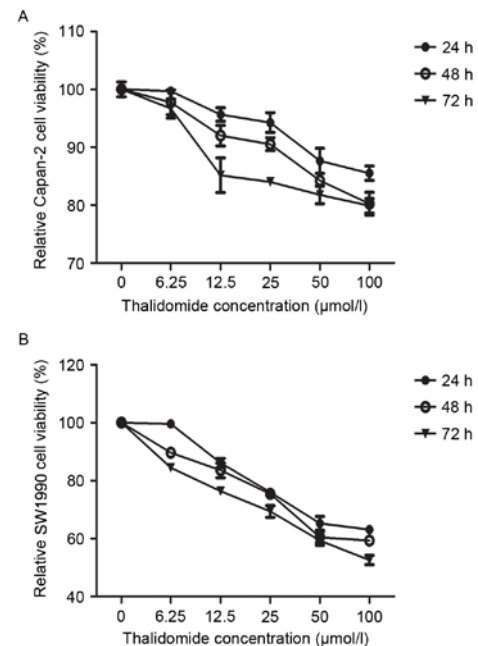 A
Relative Capan-2 cell viability (%)
110
100
90
80
70
0 6.25 12.5 25 50 100
Thalidomide concentration (µmol/l)
24 h
48 h
72 h
B
Relative SW1990 cell viability (%)
120
100
80
60
40
0 6.25 12.5 25 50 100
Thalidomide concentration (µmol/l)
24 h
48 h
72 h